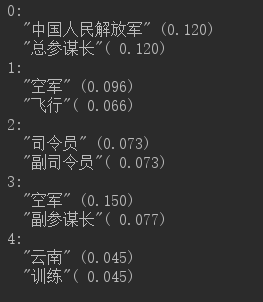 0:
"中国人民解放军" (0.120)
"总参谋长"( 0.120)
1:
"空军" (0.096)
"飞行"( 0.066)
2:
"司令员" (0.073)
"副司令员"( 0.073)
3:
"空军" (0.150)
"副参谋长"( 0.077)
4:
"云南" (0.045)
"训练"( 0.045)